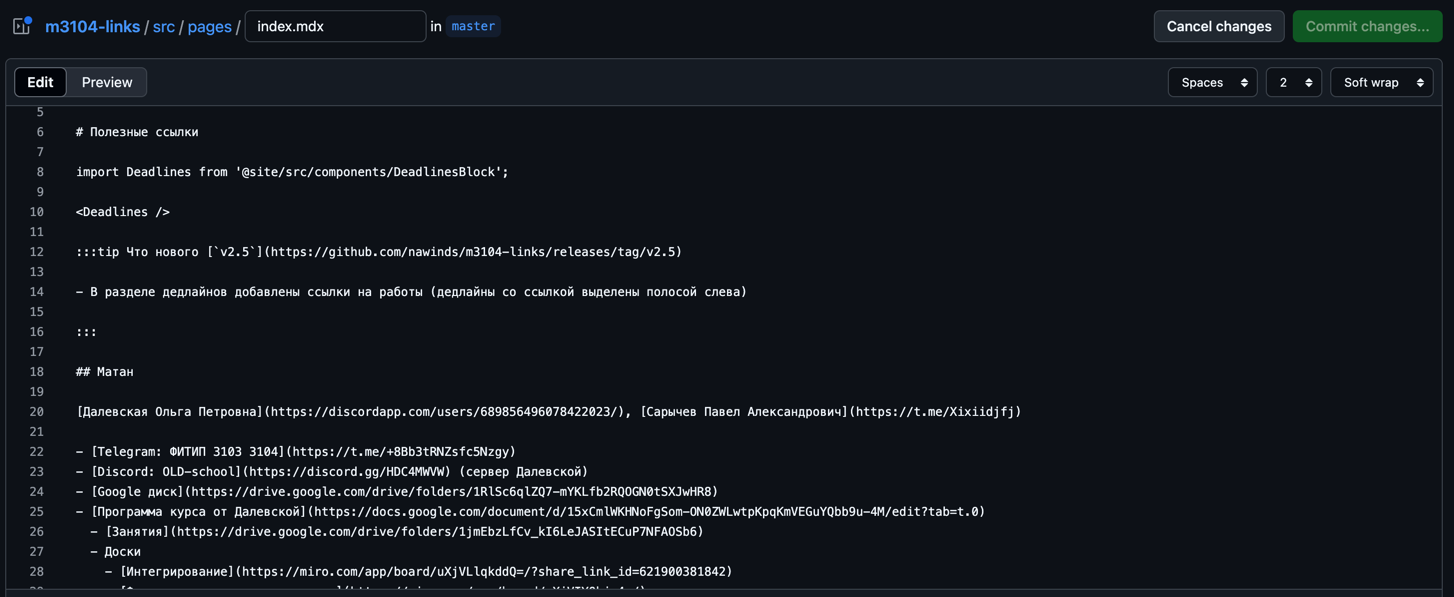 m3104-links / src / pages / index.mdx in master Cancel changes Commit changes...
Edit Preview Spaces 2 Soft wrap
5
6 # Полезные ссылки
7
8 import Deadlines from '@site/src/components/DeadlinesBlock';
9
10 <Deadlines />
11
12 :::tip Что нового [`v2.5`](https://github.com/nawinds/m3104-links/releases/tag/v2.5)
13
14 - В разделе дедлайнов добавлены ссылки на работы (дедлайны со ссылкой выделены полосой слева)
15
16 :::
17
18 ## Матан
19
20 [Далевская Ольга Петровна](https://discordapp.com/users/689856496078422023/), [Сарычев Павел Александрович](https://t.me/Xixiidjfj)
21
22 - [Telegram: ФИТИП 3103 3104](https://t.me/+8Bb3tRNZsfc5Nzgy)
23 - [Discord: OLD-school](https://discord.gg/HDC4MWVW) (сервер Далевской)
24 - [Google диск](https://drive.google.com/drive/folders/1RlSc6qlZQ7-mYKLfb2RQOGN0tSXJwHR8)
25 - [Программа курса от Далевской](https://docs.google.com/document/d/15xCmlWKHNoFgSom-ON0ZWLwtpKpqKmVEGuYQbb9u-4M/edit?tab=t.0)
26 - [Занятия](https://drive.google.com/drive/folders/1jmEbzLfCv_kI6LeJASItECuP7NFAOSb6)
27 - Доски
28 - [Интегрирование](https://miro.com/app/board/uXjVLlqkddQ=/?share_link_id=621900381842)